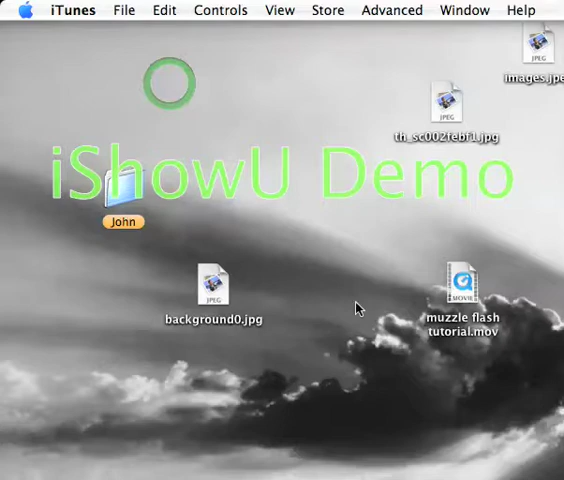 iTunes File Edit Controls View Store Advanced Window Help
JPEG
images.jpe
JPEG
th_sc002febf1.jpg
iShowU Demo
John
JPEG
background0.jpg
MOVIE
muzzle flash
tutorial.mov